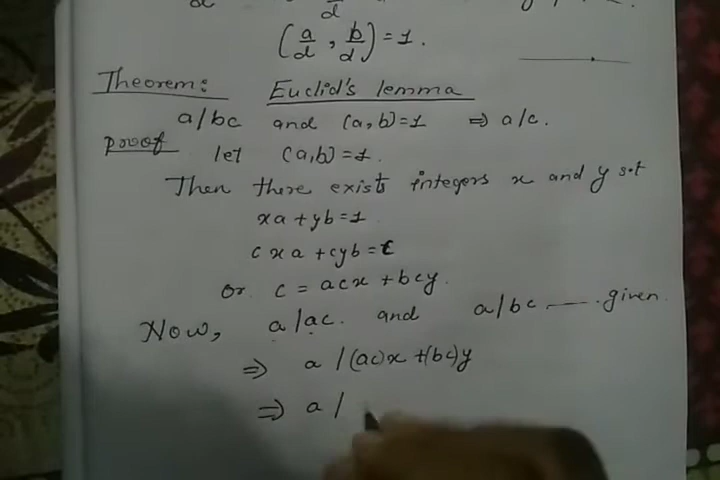 (a/d , b/d) = 1.
Theorem: Euclid's lemma
a/bc and (a,b)=1 ⇒ a/c.
proof let (a,b)=1.
Then there exists integers x and y s.t
xa + yb = 1
cxa + cyb = c
or c = acx + bcy.
Now, a/ac. and a/bc —. given.
⇒ a /(ac)x +(bc)y
⇒ a /